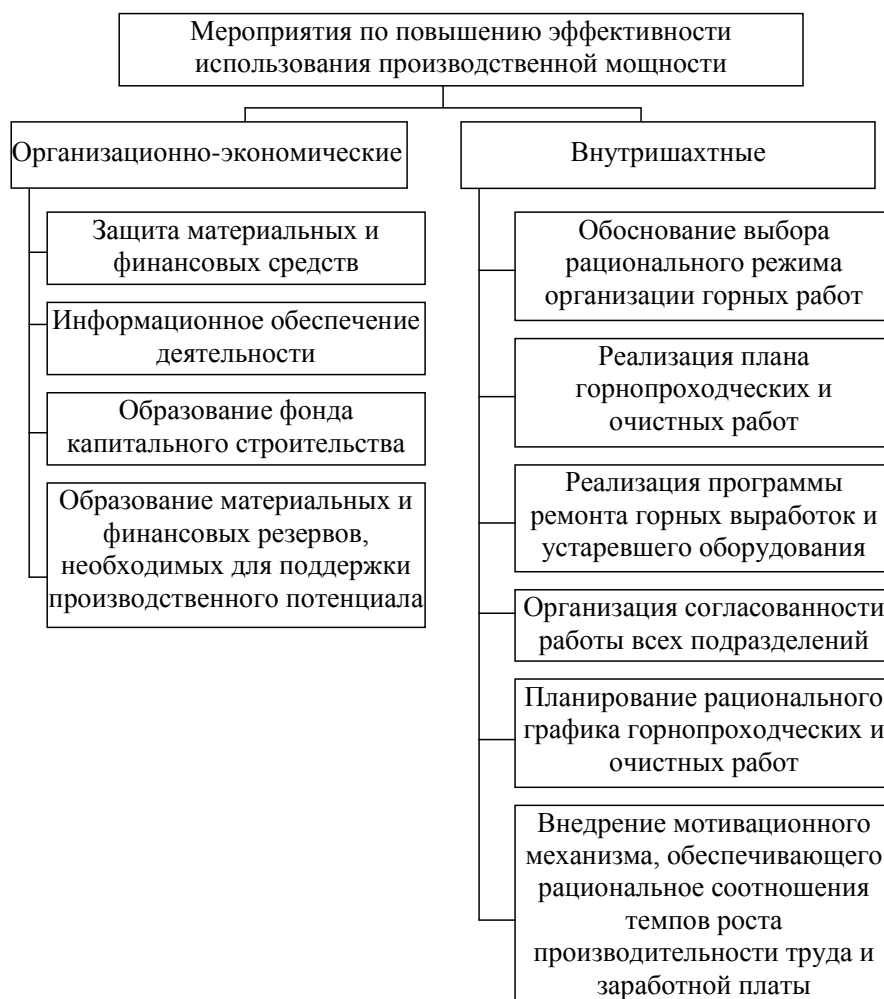 Мероприятия по повышению эффективности
использования производственной мощности
Организационно-экономические
Защита материальных и
финансовых средств
Информационное обеспечение
деятельности
Образование фонда
капитального строительства
Образование материальных и
финансовых резервов,
необходимых для поддержки
производственного потенциала
Внутришахтные
Обоснование выбора
рационального режима
организации горных работ
Реализация плана
горнопроходческих и
очистных работ
Реализация программы
ремонта горных выработок и
устаревшего оборудования
Организация согласованности
работы всех подразделений
Планирование рационального
графика горнопроходческих и
очистных работ
Внедрение мотивационного
механизма, обеспечивающего
рациональное соотношения
темпов роста
производительности труда и
заработной платы